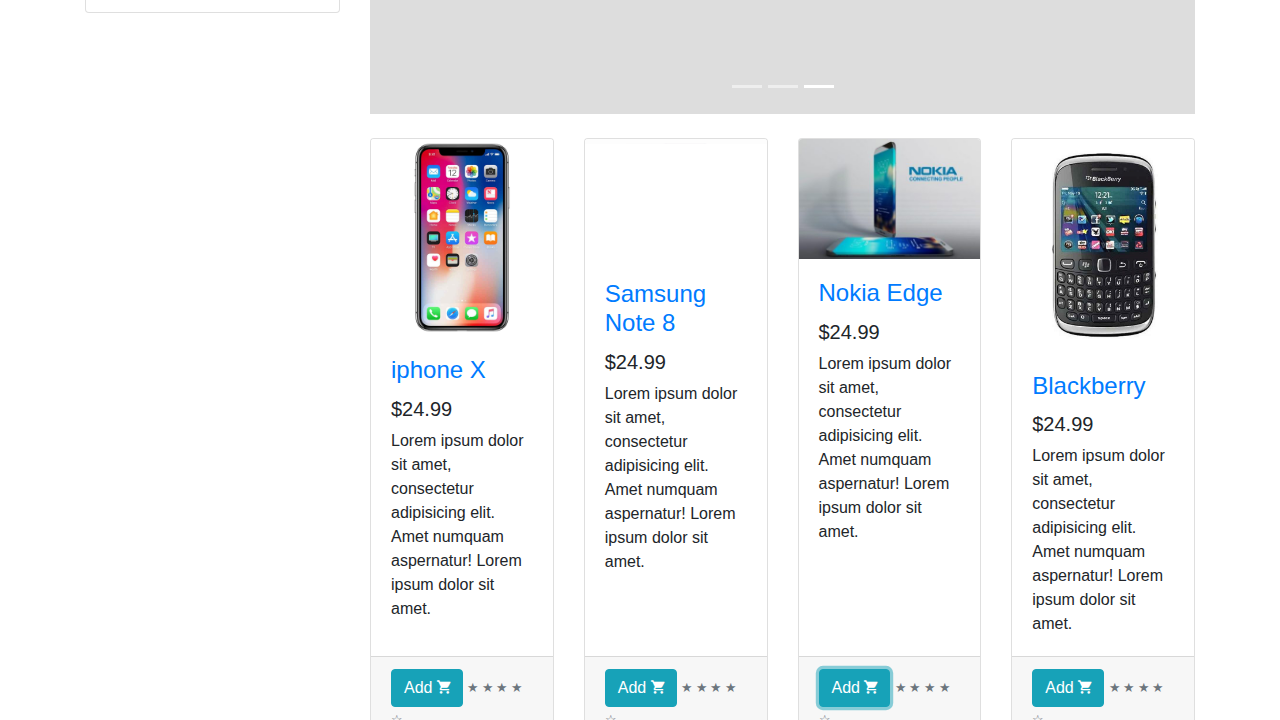 NOKIA
CONNECTING PEOPLE
BlackBerry
12:21
iphone X
$24.99
Lorem ipsum dolor
sit amet,
consectetur
adipisicing elit.
Amet numquam
aspernatur! Lorem
ipsum dolor sit
amet.
Add ★ ★ ★ ★
☆
Samsung
Note 8
$24.99
Lorem ipsum dolor
sit amet,
consectetur
adipisicing elit.
Amet numquam
aspernatur! Lorem
ipsum dolor sit
amet.
Add ★ ★ ★ ★
☆
Nokia Edge
$24.99
Lorem ipsum dolor
sit amet,
consectetur
adipisicing elit.
Amet numquam
aspernatur! Lorem
ipsum dolor sit
amet.
Add ★ ★ ★ ★
☆
Blackberry
$24.99
Lorem ipsum dolor
sit amet,
consectetur
adipisicing elit.
Amet numquam
aspernatur! Lorem
ipsum dolor sit
amet.
Add ★ ★ ★ ★
☆